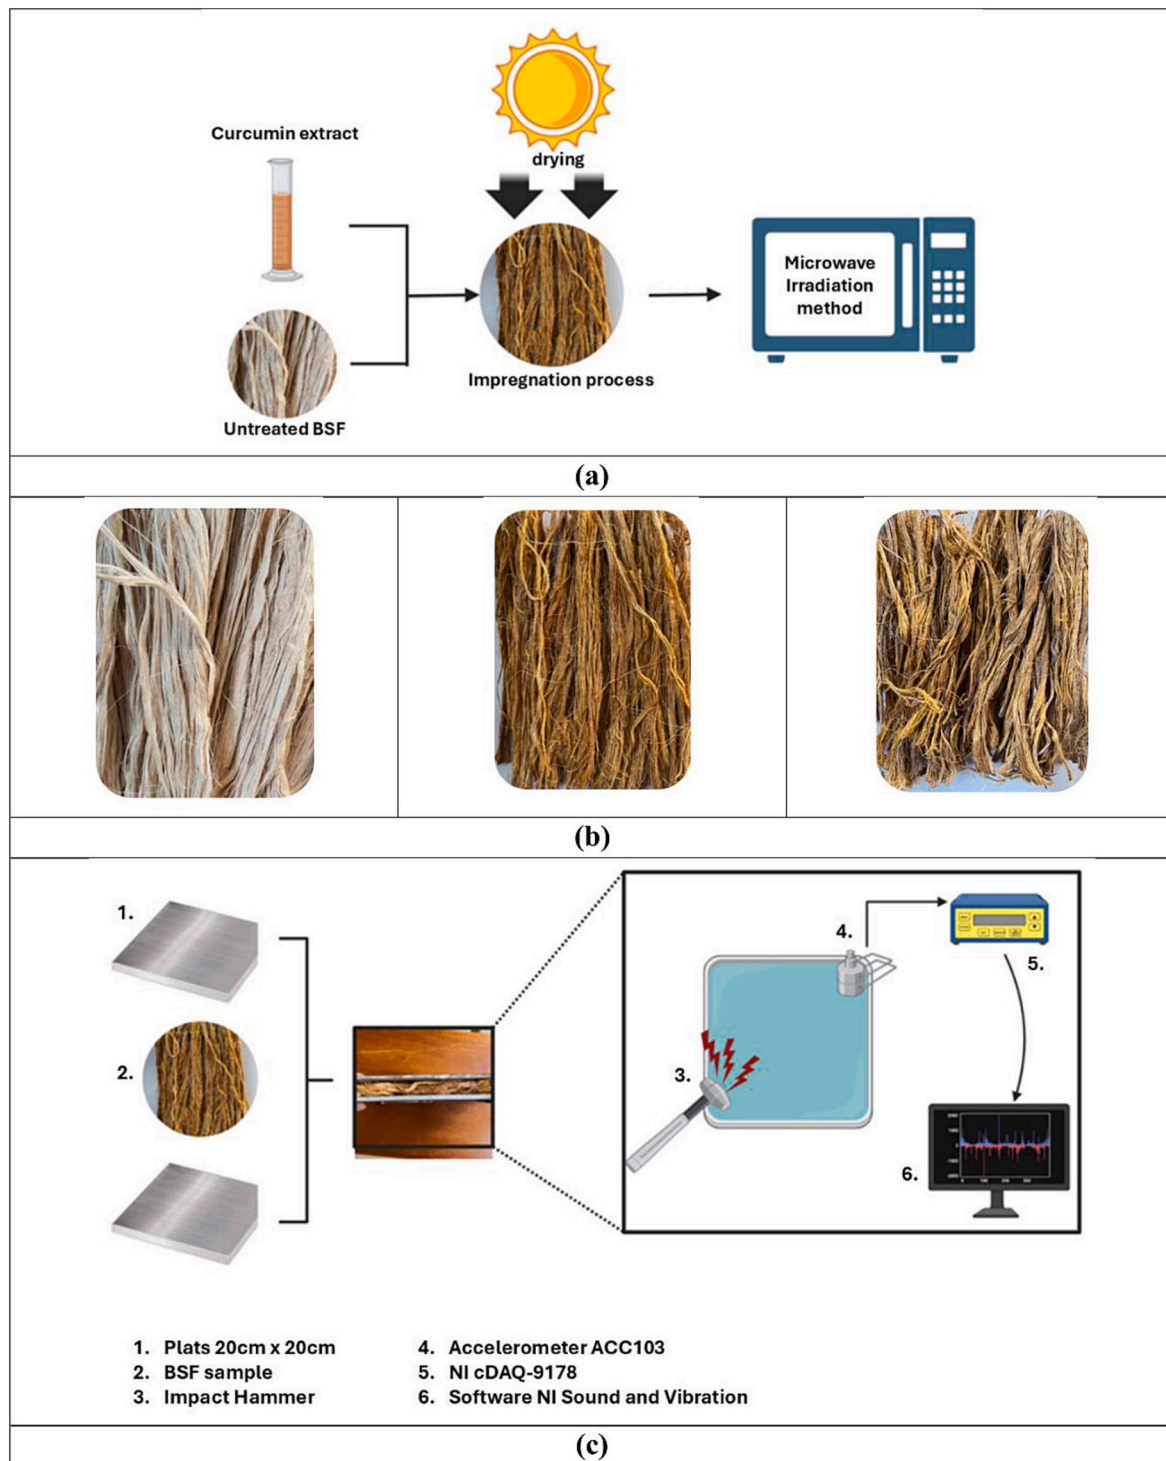 Curcumin extract
drying
Microwave
Irradiation
method
Impregnation process
Untreated BSF
(a)
(b)
1.
2.
3.
4.
5.
6.
1. Plats 20cm x 20cm
2. BSF sample
3. Impact Hammer
4. Accelerometer ACC103
5. NI cDAQ-9178
6. Software NI Sound and Vibration
(c)